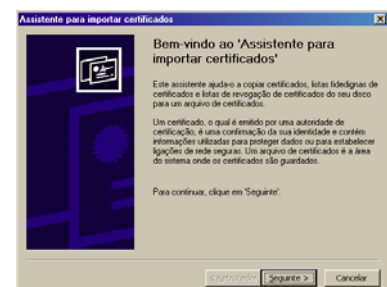 Assistente para importar certificados
Bem-vindo ao 'Assistente para
importar certificados'
Este assistente ajuda-o a copiar certificados, listas fidedignas de
certificados e listas de revogação de certificados do seu disco
para um arquivo de certificados.
Um certificado, o qual é emitido por uma autoridade de
certificação, é uma confirmação da sua identidade e contém
informações utilizadas para proteger dados ou para estabelecer
ligações de rede seguras. Um arquivo de certificados é a área
do sistema onde os certificados são guardados.
Para continuar, clique em 'Seguinte'.
< Retroceder Seguinte > Cancelar